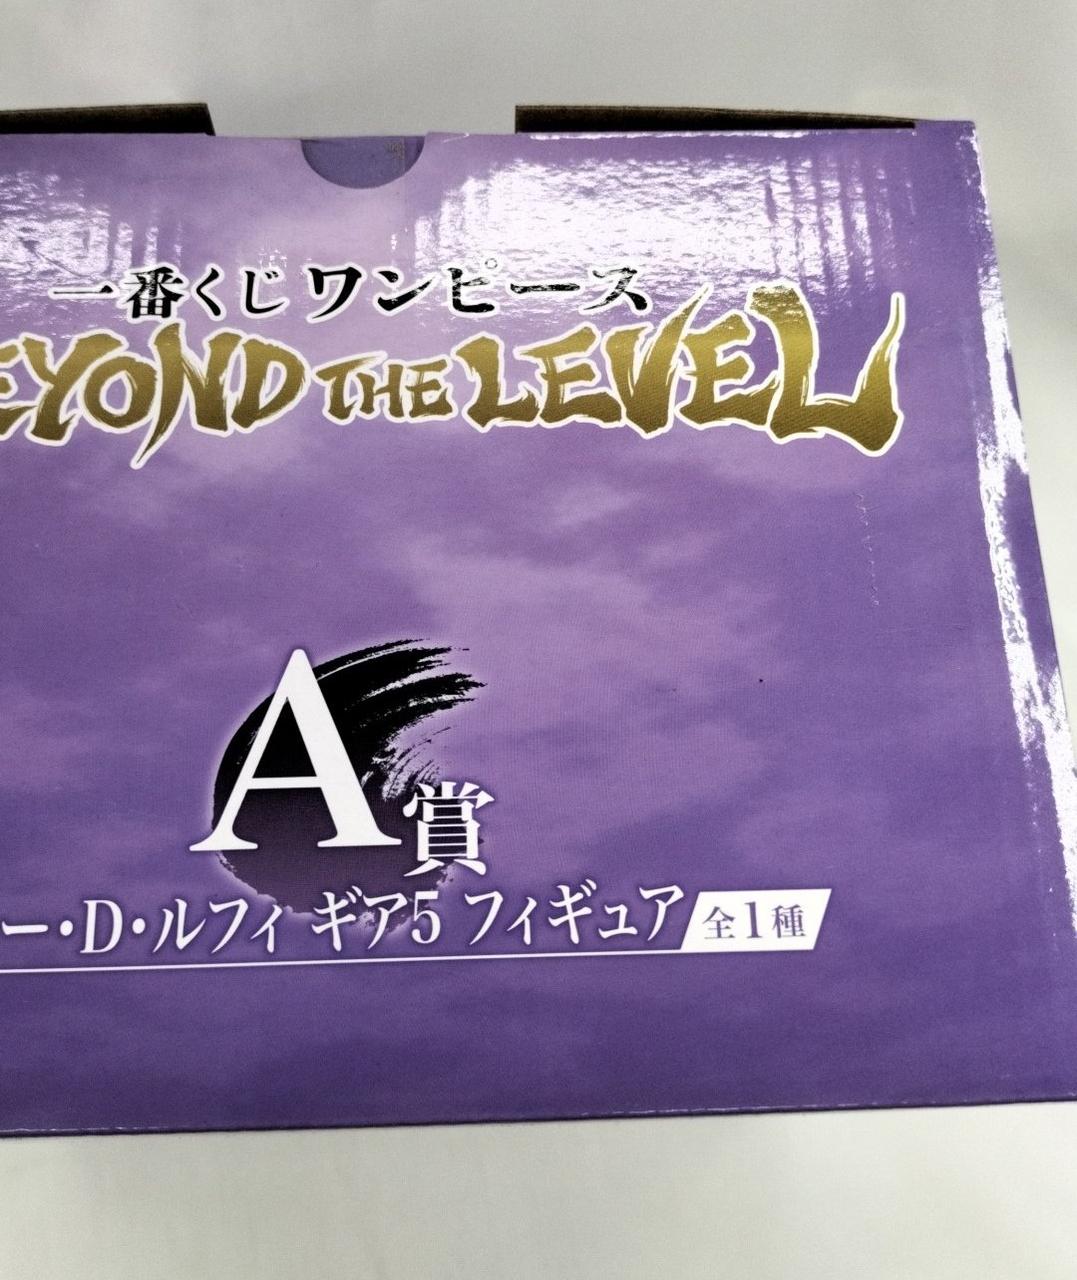 一番くじ ワンピース
EYOND THE LEVEL
A賞
ー・D・ルフィ ギア5 フィギュア 全1種